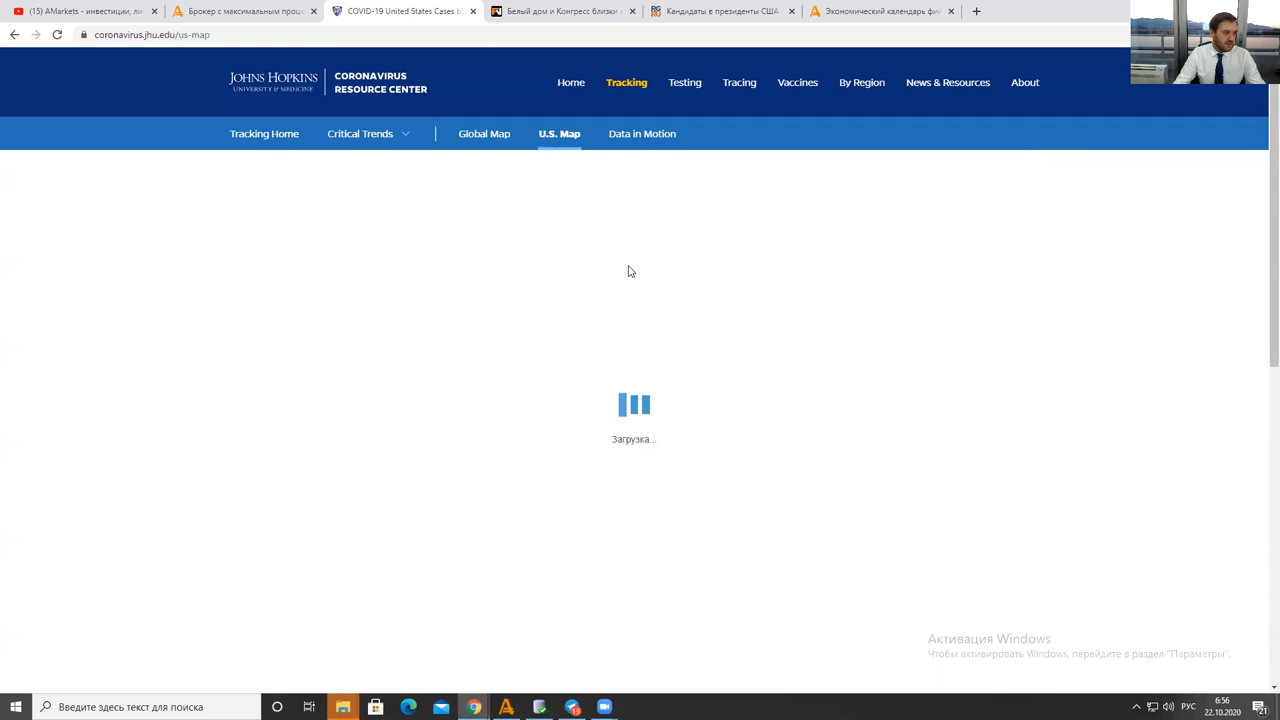 (15) AMarkets - инвестиции, ли
Брокер с максимальным проце
COVID-19 United States Cases b
Белый дом и Конгресс близки
Кандидаты в президенты США
Экономический календарь фи
coronavirus.jhu.edu/us-map
JOHNS HOPKINS
UNIVERSITY & MEDICINE
CORONAVIRUS
RESOURCE CENTER
Home
Tracking
Testing
Tracing
Vaccines
By Region
News & Resources
About
Tracking Home
Critical Trends
Global Map
U.S. Map
Data in Motion
Загрузка...
Активация Windows
Чтобы активировать Windows, перейдите в раздел "Параметры".
Введите здесь текст для поиска
РУС
6:56
22.10.2020
21